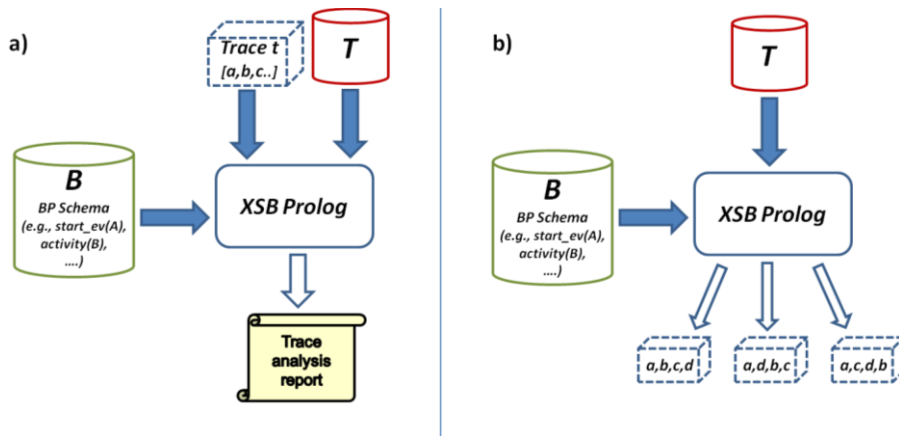 a)
Trace t
[a,b,c..]
T
B
BP Schema
(e.g., start_ev(A),
activity(B),
....)
XSB Prolog
Trace
analysis
report
b)
T
B
BP Schema
(e.g., start_ev(A),
activity(B),
....)
XSB Prolog
a,b,c,d
a,d,b,c
a,c,d,b